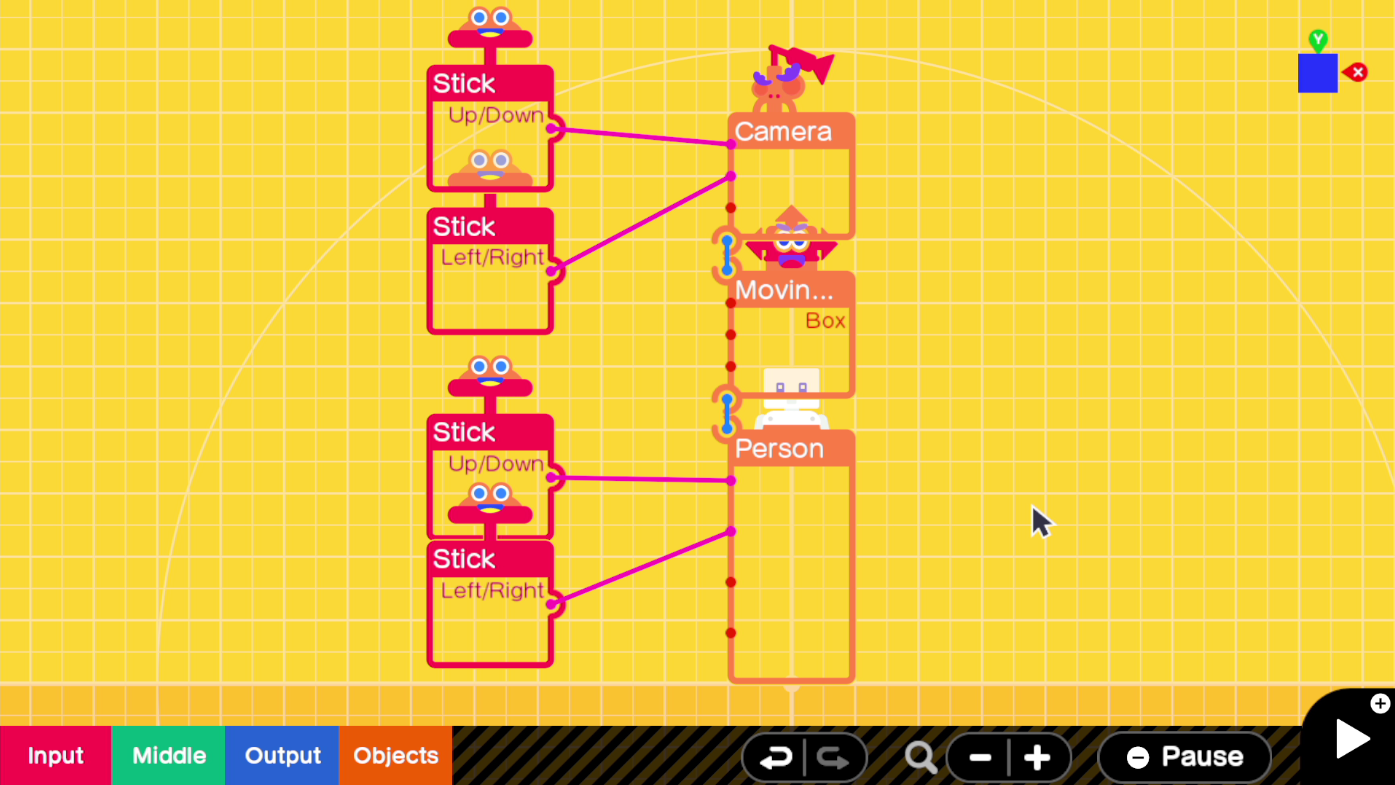 Stick
Up/Down
Stick
Left/Right
Stick
Up/Down
Stick
Left/Right
Camera
Movin...
Box
Person
Y
X
Input
Middle
Output
Objects
Pause